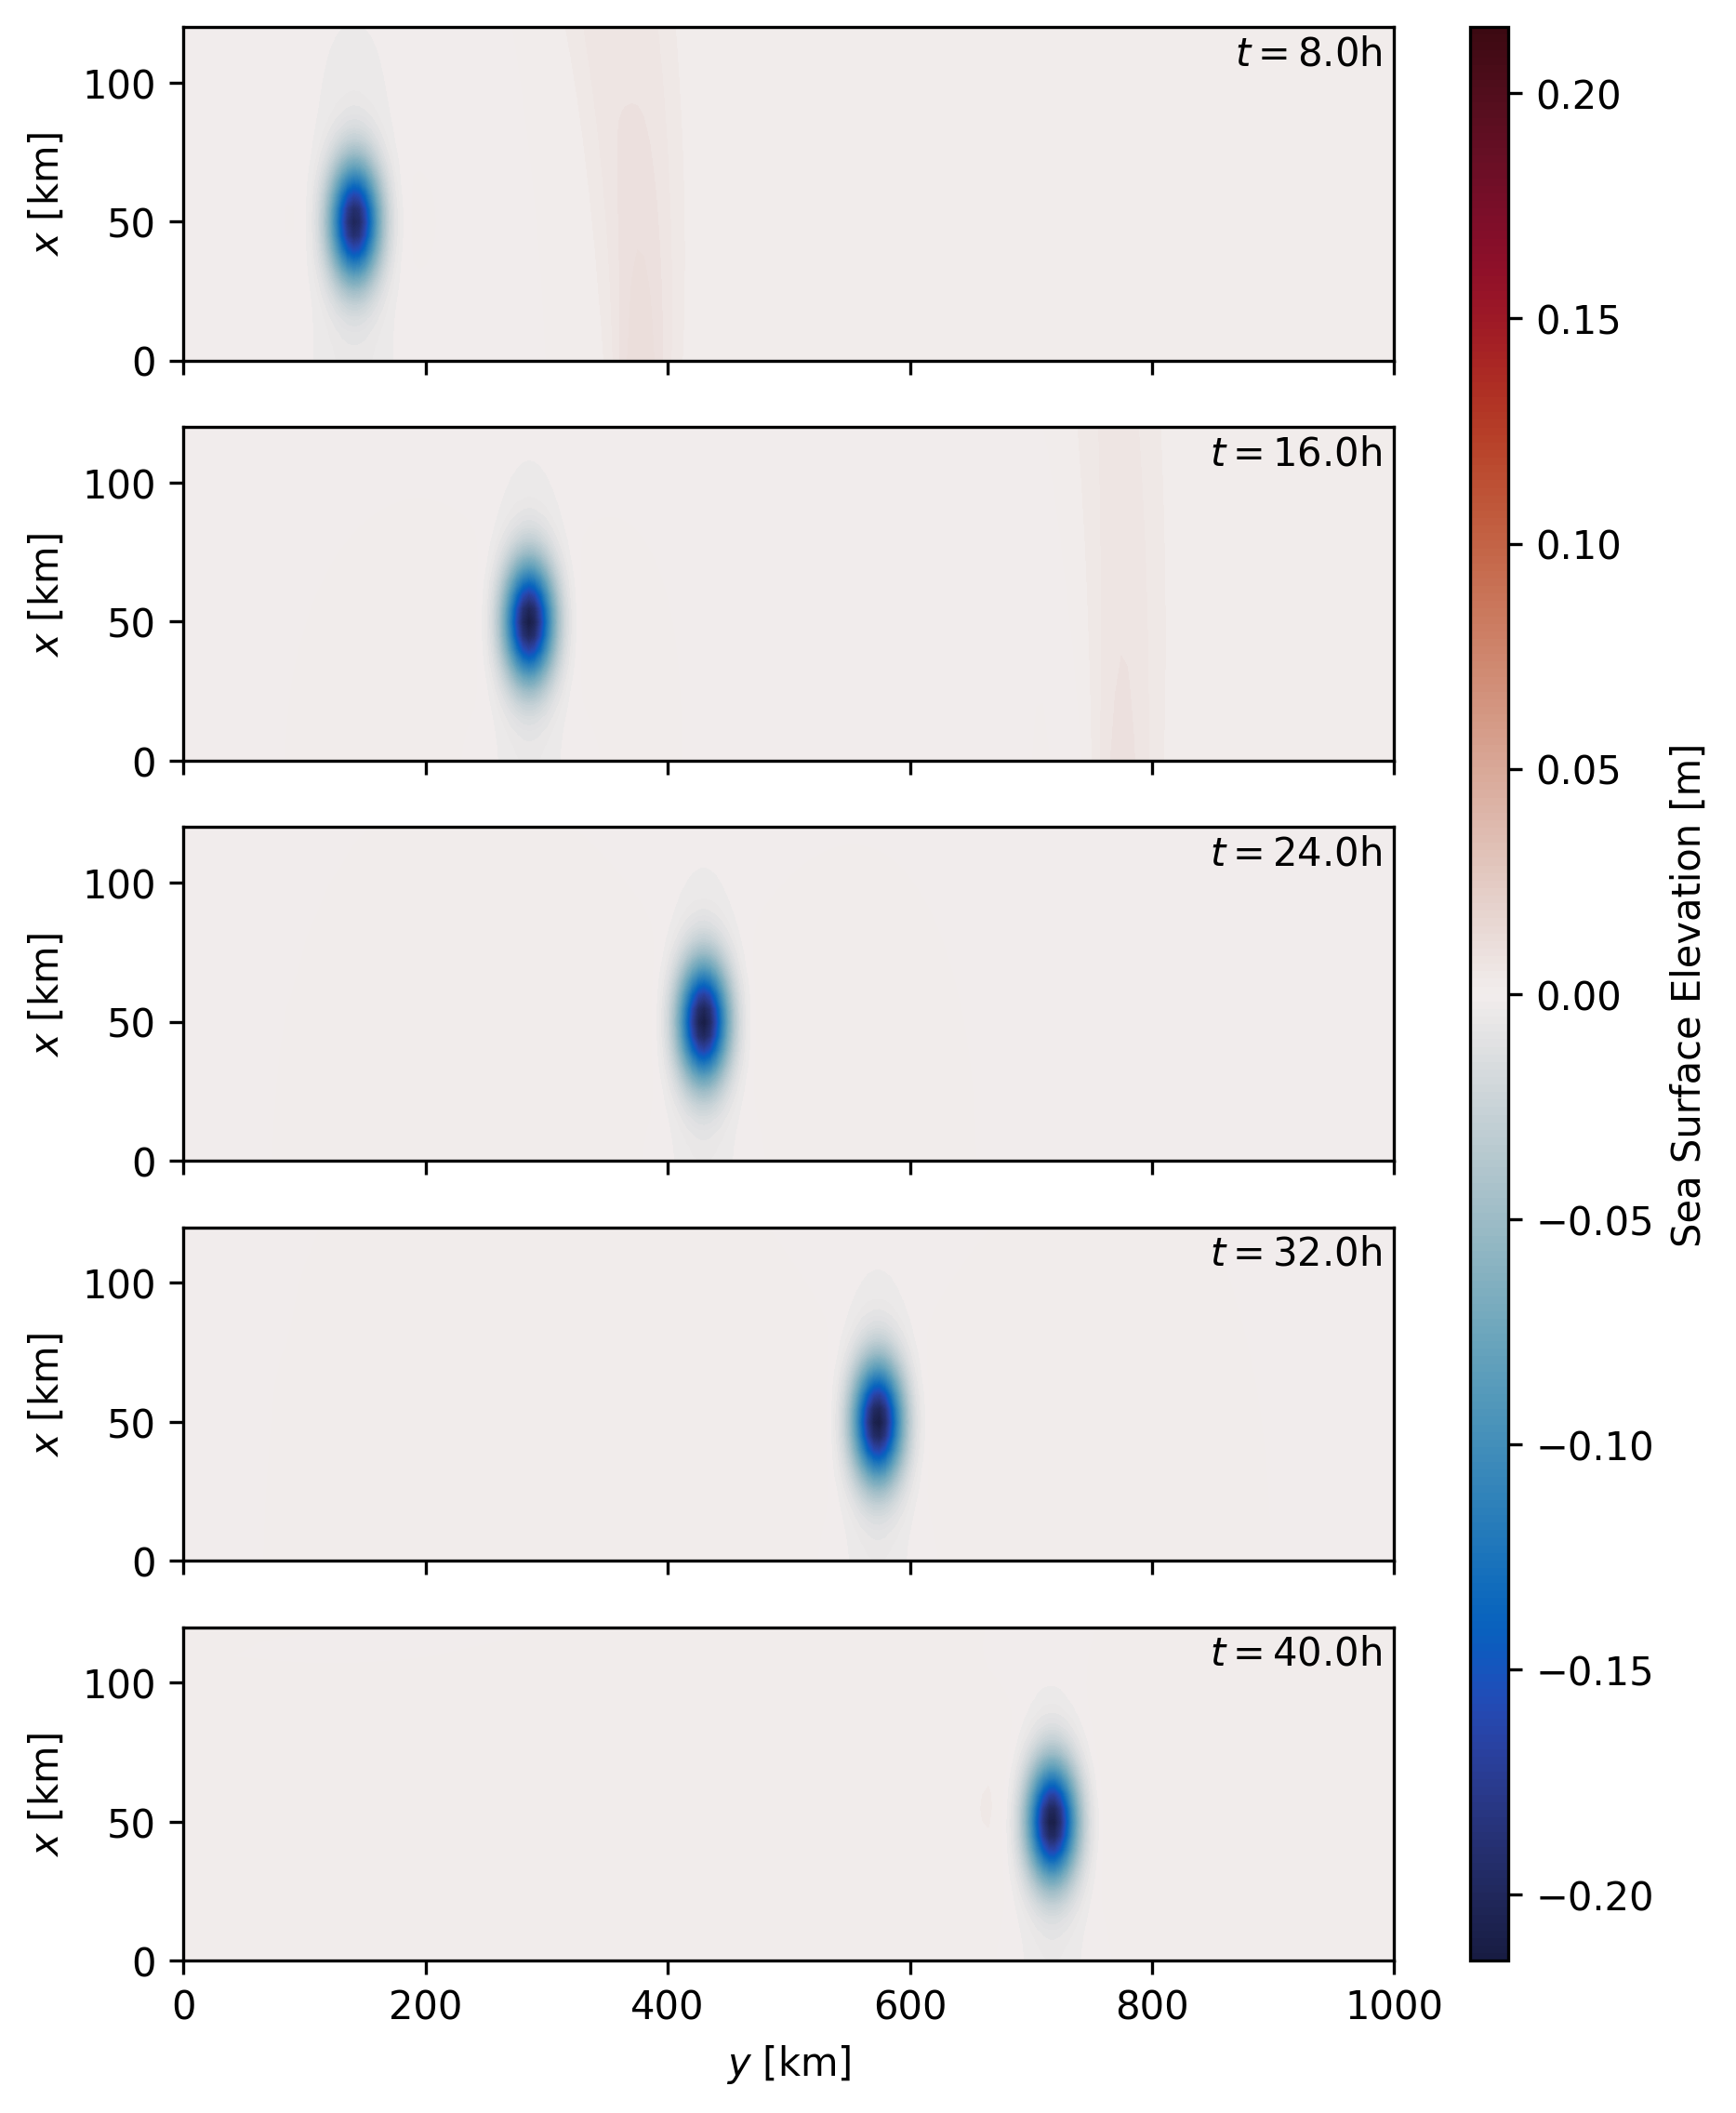 t = 8.0h
x [km]
100
50
0
t = 16.0h
x [km]
100
50
0
t = 24.0h
x [km]
100
50
0
t = 32.0h
x [km]
100
50
0
t = 40.0h
x [km]
100
50
0
0 200 400 600 800 1000
y [km]
0.20
0.15
0.10
0.05
0.00
−0.05
−0.10
−0.15
−0.20
Sea Surface Elevation [m]